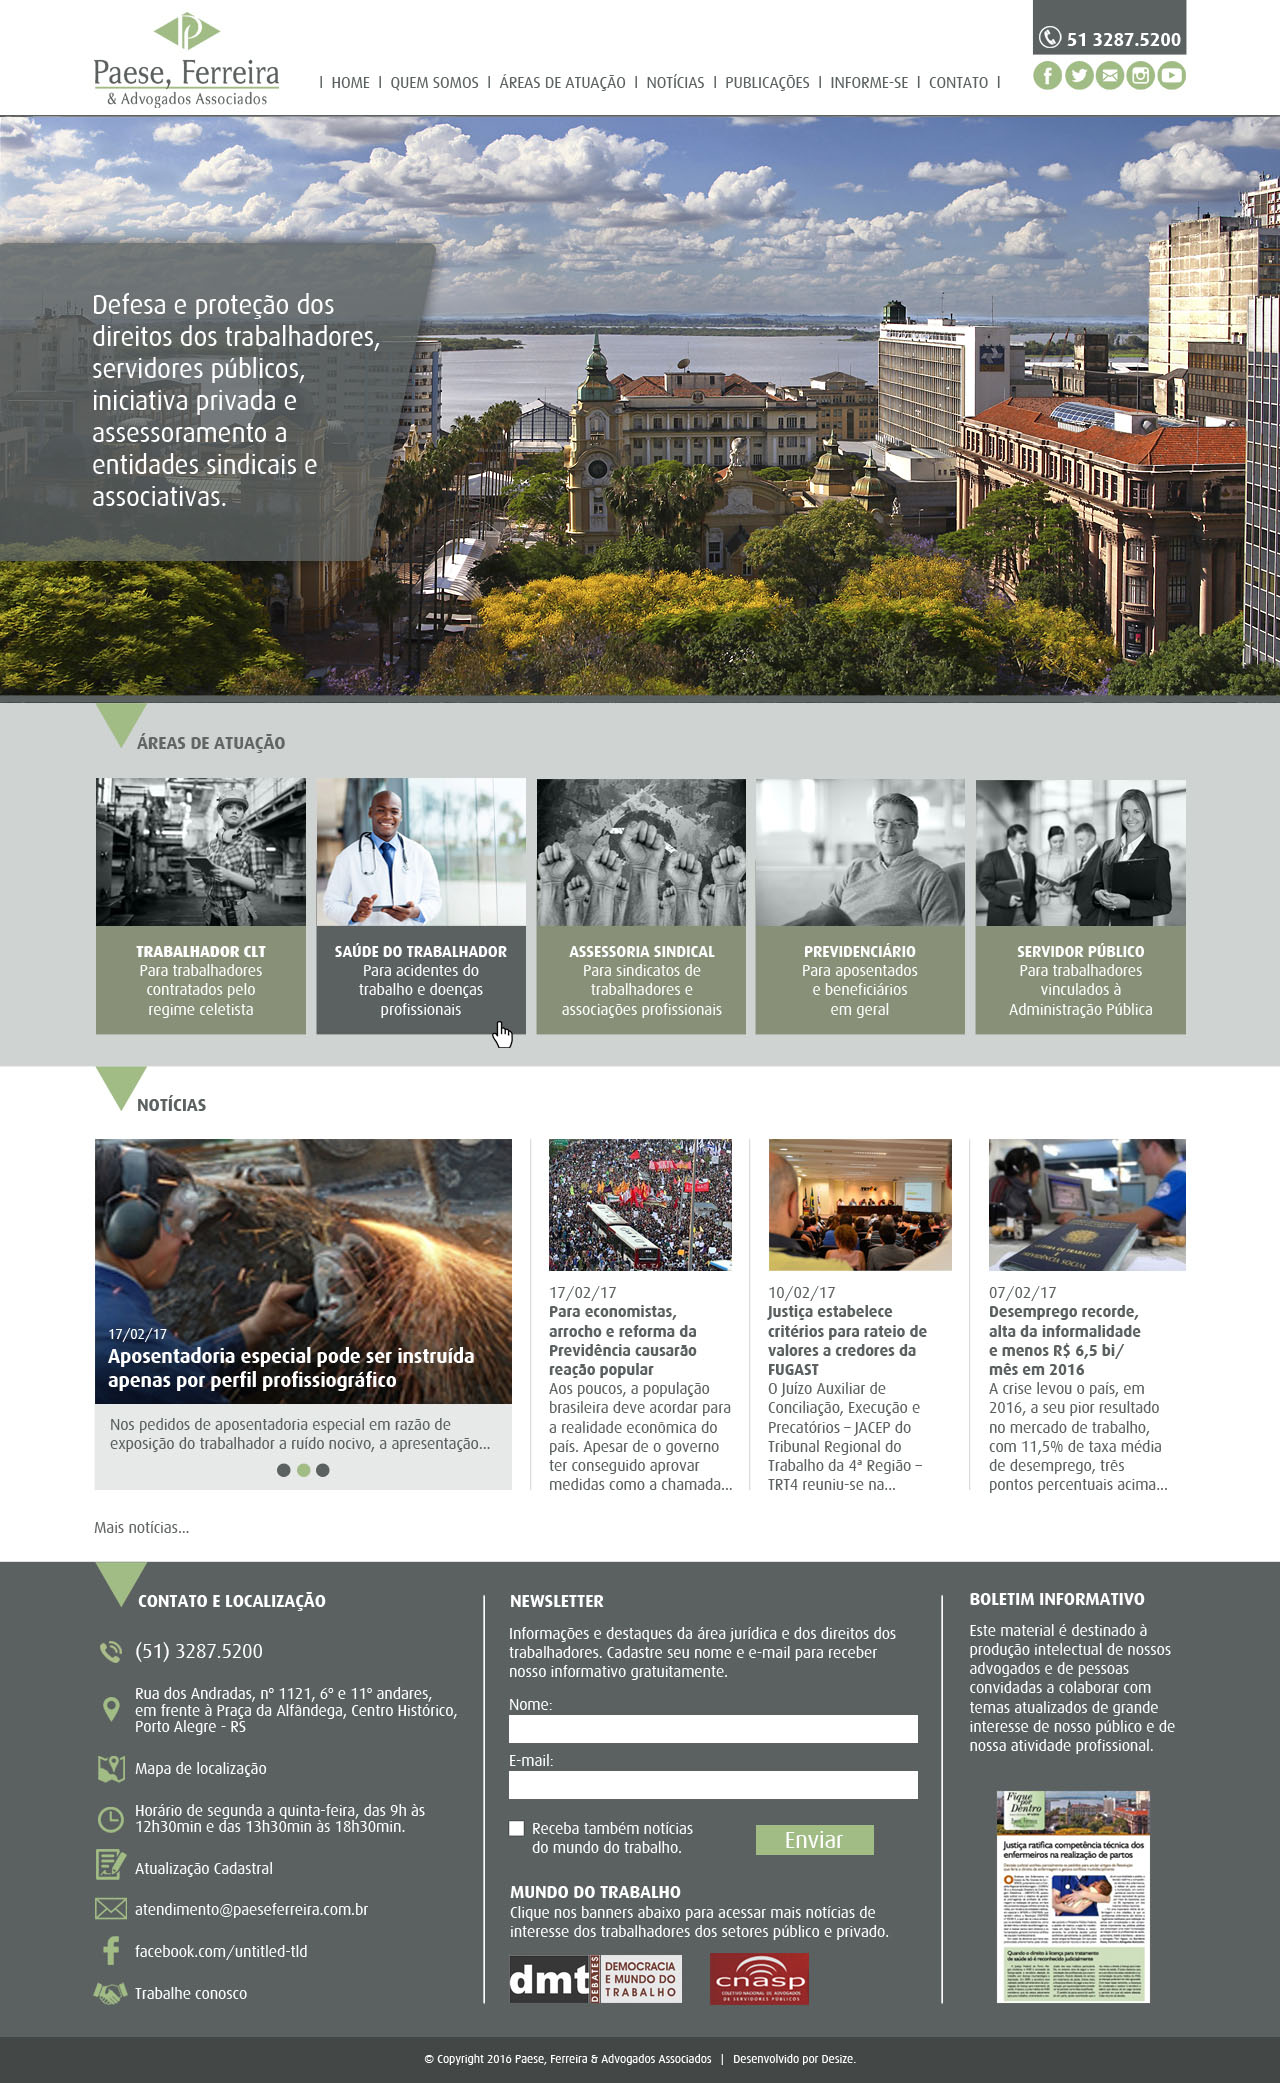 Paese, Ferreira
& Advogados Associados
| HOME | QUEM SOMOS | ÁREAS DE ATUAÇÃO | NOTÍCIAS | PUBLICAÇÕES | INFORME-SE | CONTATO |
51 3287.5200
Defesa e proteção dos
direitos dos trabalhadores,
servidores públicos,
iniciativa privada e
assessoramento a
entidades sindicais e
associativas.
ÁREAS DE ATUAÇÃO
TRABALHADOR CLT
Para trabalhadores
contratados pelo
regime celetista
SAÚDE DO TRABALHADOR
Para acidentes do
trabalho e doenças
profissionais
ASSESSORIA SINDICAL
Para sindicatos de
trabalhadores e
associações profissionais
PREVIDENCIÁRIO
Para aposentados
e beneficiários
em geral
SERVIDOR PÚBLICO
Para trabalhadores
vinculados à
Administração Pública
NOTÍCIAS
17/02/17
Aposentadoria especial pode ser instruída
apenas por perfil profissiográfico
Nos pedidos de aposentadoria especial em razão de
exposição do trabalhador a ruído nocivo, a apresentação...
17/02/17
Para economistas,
arrocho e reforma da
Previdência causarão
reação popular
Aos poucos, a população
brasileira deve acordar para
a realidade econômica do
país. Apesar de o governo
ter conseguido aprovar
medidas como a chamada...
10/02/17
Justiça estabelece
critérios para rateio de
valores a credores da
FUGAST
O Juízo Auxiliar de
Conciliação, Execução e
Precatórios – JACEP do
Tribunal Regional do
Trabalho da 4ª Região –
TRT4 reuniu-se na...
07/02/17
Desemprego recorde,
alta da informalidade
e menos R$ 6,5 bi/
mês em 2016
A crise levou o país, em
2016, a seu pior resultado
no mercado de trabalho,
com 11,5% de taxa média
de desemprego, três
pontos percentuais acima...
Mais notícias...
CONTATO E LOCALIZAÇÃO
(51) 3287.5200
Rua dos Andradas, nº 1121, 6º e 11º andares,
em frente à Praça da Alfândega, Centro Histórico,
Porto Alegre - RS
Mapa de localização
Horário de segunda a quinta-feira, das 9h às
12h30min e das 13h30min às 18h30min.
Atualização Cadastral
atendimento@paeseferreira.com.br
facebook.com/untitled-tld
Trabalhe conosco
NEWSLETTER
Informações e destaques da área jurídica e dos direitos dos
trabalhadores. Cadastre seu nome e e-mail para receber
nosso informativo gratuitamente.
Nome:
E-mail:
Receba também notícias
do mundo do trabalho.
Enviar
MUNDO DO TRABALHO
Clique nos banners abaixo para acessar mais notícias de
interesse dos trabalhadores dos setores público e privado.
dmt
DEBATES
DEMOCRACIA
E MUNDO DO
TRABALHO
cnasp
COLETIVO NACIONAL DE ADVOGADOS
DE SERVIDORES PÚBLICOS
BOLETIM INFORMATIVO
Este material é destinado à
produção intelectual de nossos
advogados e de pessoas
convidadas a colaborar com
temas atualizados de grande
interesse de nosso público e de
nossa atividade profissional.
Fique
por
Dentro
Justiça ratifica competência técnica dos
enfermeiros na realização de partos
Quando o direito à licença para tratamento
de saúde só é reconhecido judicialmente
© Copyright 2016 Paese, Ferreira & Advogados Associados | Desenvolvido por Desize.